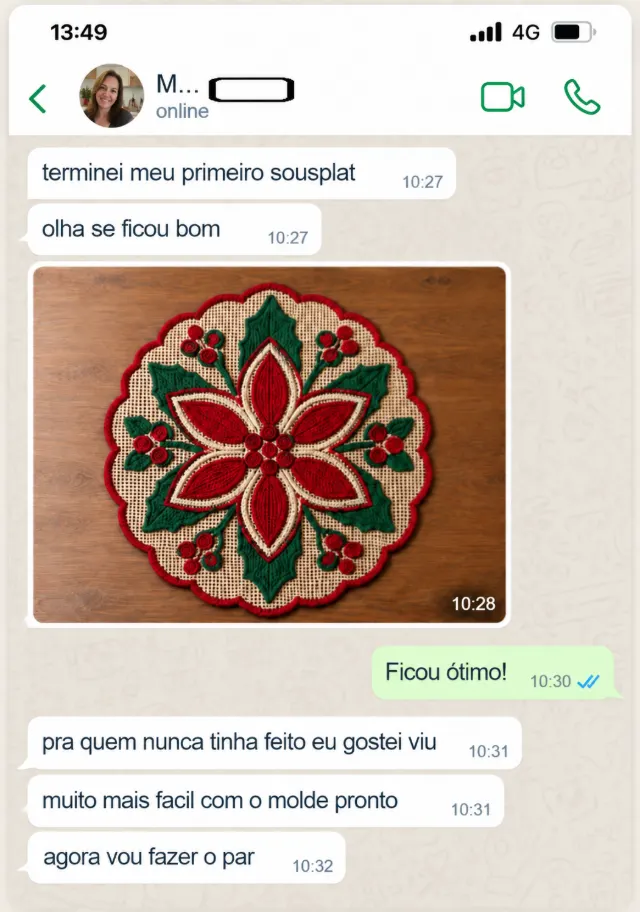 13:49
4G
M...
online
terminei meu primeiro sousplat
10:27
olha se ficou bom
10:27
10:28
Ficou ótimo!
10:30
pra quem nunca tinha feito eu gostei viu
10:31
muito mais facil com o molde pronto
10:31
agora vou fazer o par
10:32